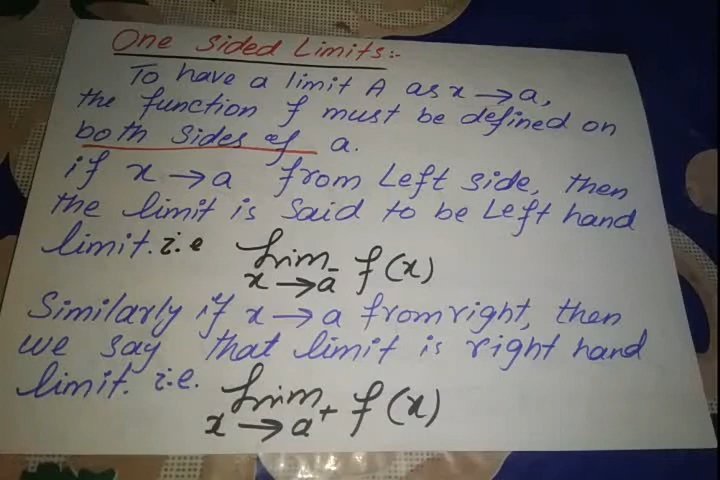 One Sided Limits:-
To have a limit A as x → a,
the function f must be defined on
both Sides of a.
if x → a from Left side, then
the limit is said to be Left hand
limit. i.e lim x → a⁻ f(x)
Similarly if x → a from right, then
we say that limit is right hand
limit. i.e. lim x → a⁺ f(x)